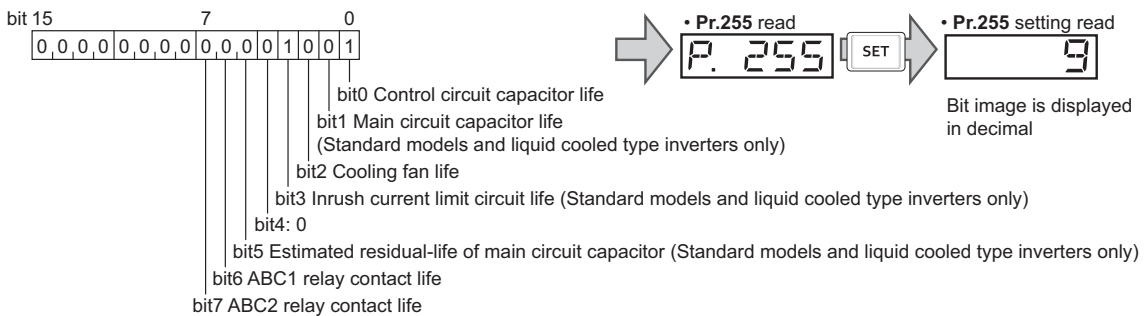 bit 15 7 0
0 0 0 0 0 0 0 0 0 0 0 0 1 0 0 1
• Pr.255 read
P. 255
SET
• Pr.255 setting read
9
Bit image is displayed
in decimal
bit0 Control circuit capacitor life
bit1 Main circuit capacitor life
(Standard models and liquid cooled type inverters only)
bit2 Cooling fan life
bit3 Inrush current limit circuit life (Standard models and liquid cooled type inverters only)
bit4: 0
bit5 Estimated residual-life of main circuit capacitor (Standard models and liquid cooled type inverters only)
bit6 ABC1 relay contact life
bit7 ABC2 relay contact life